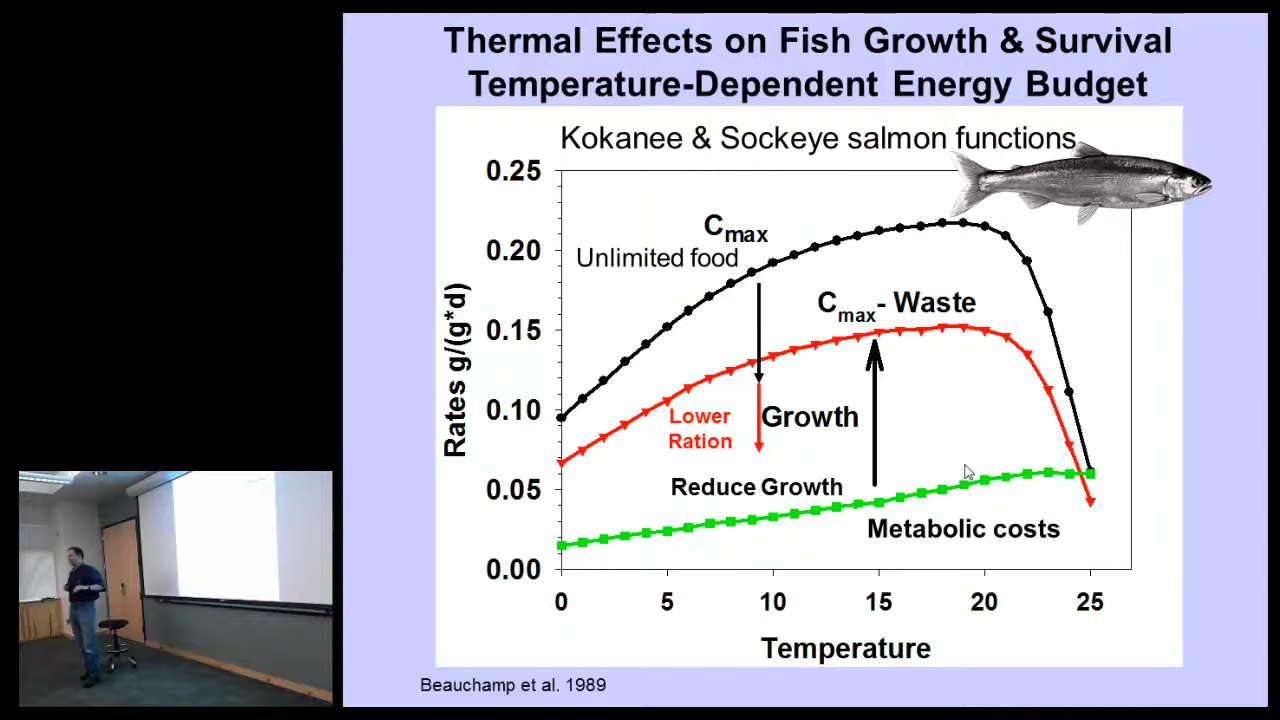 Thermal Effects on Fish Growth & Survival
Temperature-Dependent Energy Budget
Kokanee & Sockeye salmon functions
0.25
0.20
0.15
0.10
0.05
0.00
Rates g/(g*d)
Cmax
Unlimited food
Cmax- Waste
Lower
Ration
Growth
Reduce Growth
Metabolic costs
0 5 10 15 20 25
Temperature
Beauchamp et al. 1989